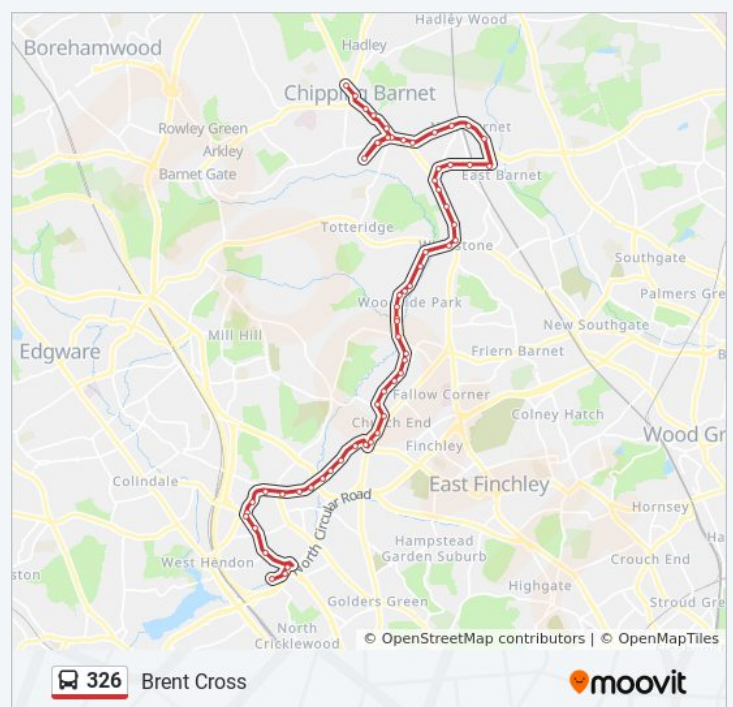 Hadley Wood
Borehamwood
Hadley
Chipping Barnet
Rowley Green
Arkley
Barnet Gate
East Barnet
Totteridge
Southgate
Palmers Gre
Mill Hill
New Southgate
Edgware
Friern Barnet
Fallow Corner
Colney Hatch
Church End
Wood Gr
Finchley
Colindale
East Finchley
North Circular Road
Hornsey
Hampstead
Garden Suburb
West Hendon
Crouch End
Ha
ston
Highgate
Golders Green
Stroud Gre
North
Cricklewood
© OpenStreetMap contributors | © OpenMapTiles
326 Brent Cross
moovit